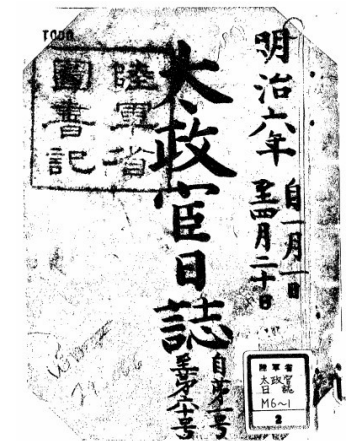 明治六年
自一月一日
至四月二十日
太政官日誌
自第一号
至第六十号
陸軍省
圖書記
陸軍省
太政官
日誌
M6~1
2